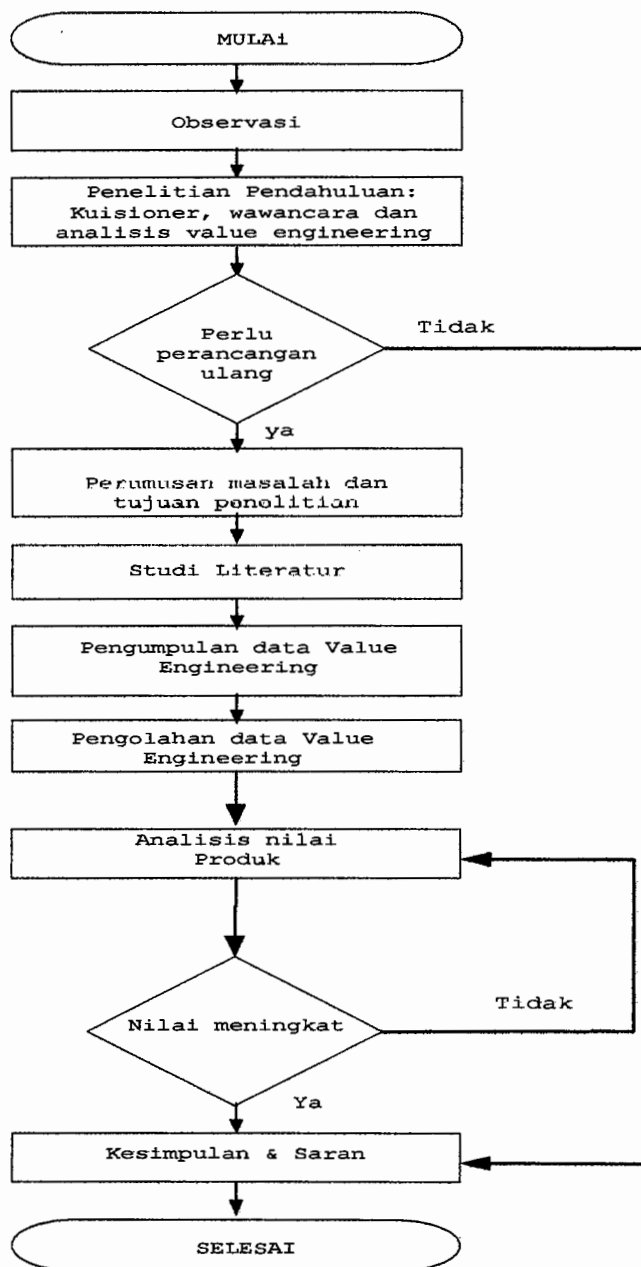 MULAi
Observasi
Penelitian Pendahuluan:
Kuisioner, wawancara dan
analisis value engineering
Perlu
perancangan
ulang
Tidak
ya
Perumusan masalah dan
tujuan penolitian
Studi Literatur
Pengumpulan data Value
Engineering
Pengolahan data Value
Engineering
Analisis nilai
Produk
Nilai meningkat
Tidak
Ya
Kesimpulan & Saran
SELESAI